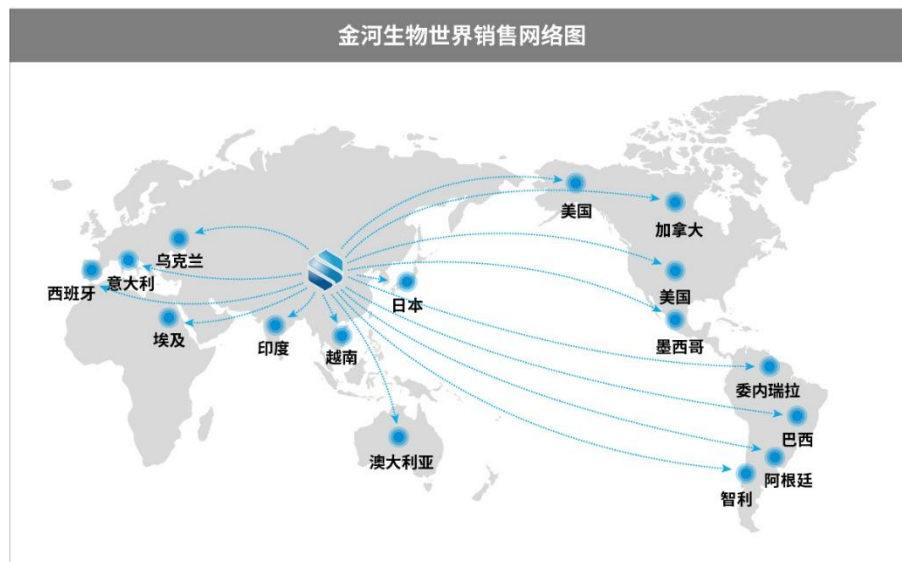 金河生物世界销售网络图
美国
加拿大
乌克兰
意大利
西班牙
日本
美国
埃及
印度
越南
墨西哥
委内瑞拉
巴西
澳大利亚
阿根廷
智利